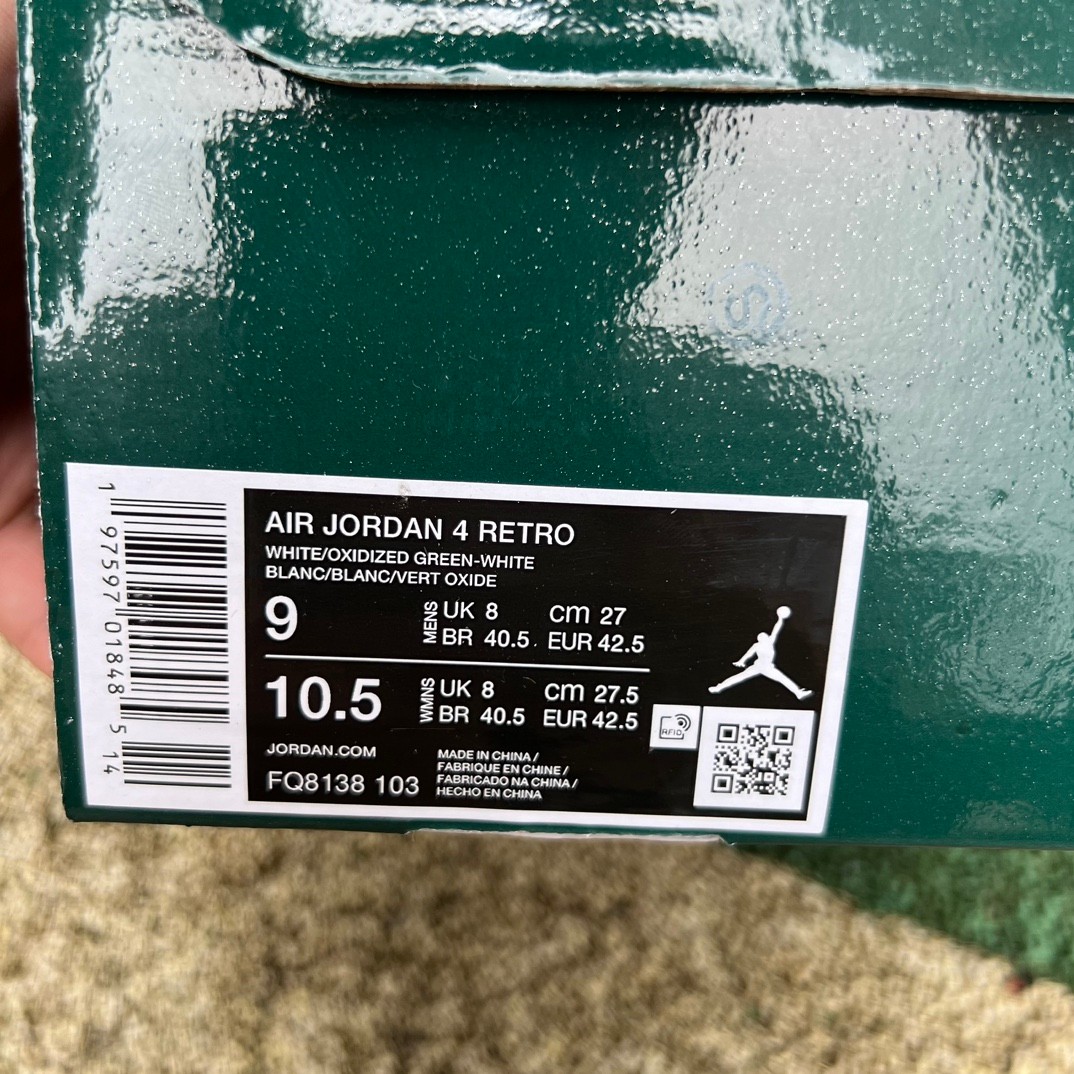 AIR JORDAN 4 RETRO
WHITE/OXIDIZED GREEN-WHITE
BLANC/BLANC/VERT OXIDE
9 MENS UK 8 CM 27
BR 40.5 EUR 42.5
10.5 WMNS UK 8 CM 27.5
BR 40.5 EUR 42.5
RFID
JORDAN.COM
FQ8138 103
MADE IN CHINA/
FABRIQUE EN CHINE/
FABRICADO NA CHINA/
HECHO EN CHINA
1 97597 01848 5 14
S